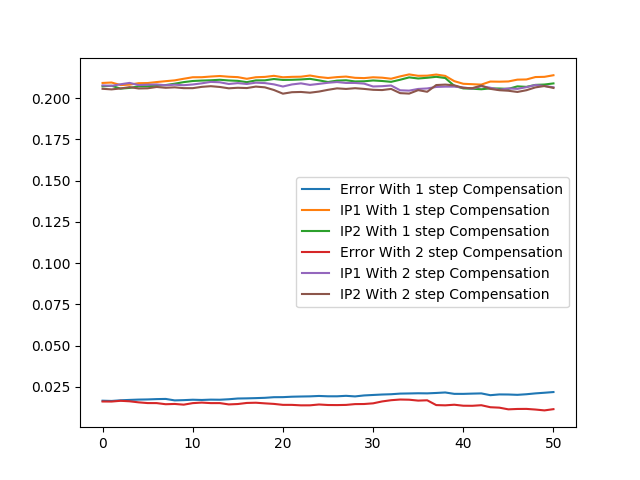 0.200
0.175
0.150
0.125
0.100
0.075
0.050
0.025
0 10 20 30 40 50
Error With 1 step Compensation
IP1 With 1 step Compensation
IP2 With 1 step Compensation
Error With 2 step Compensation
IP1 With 2 step Compensation
IP2 With 2 step Compensation